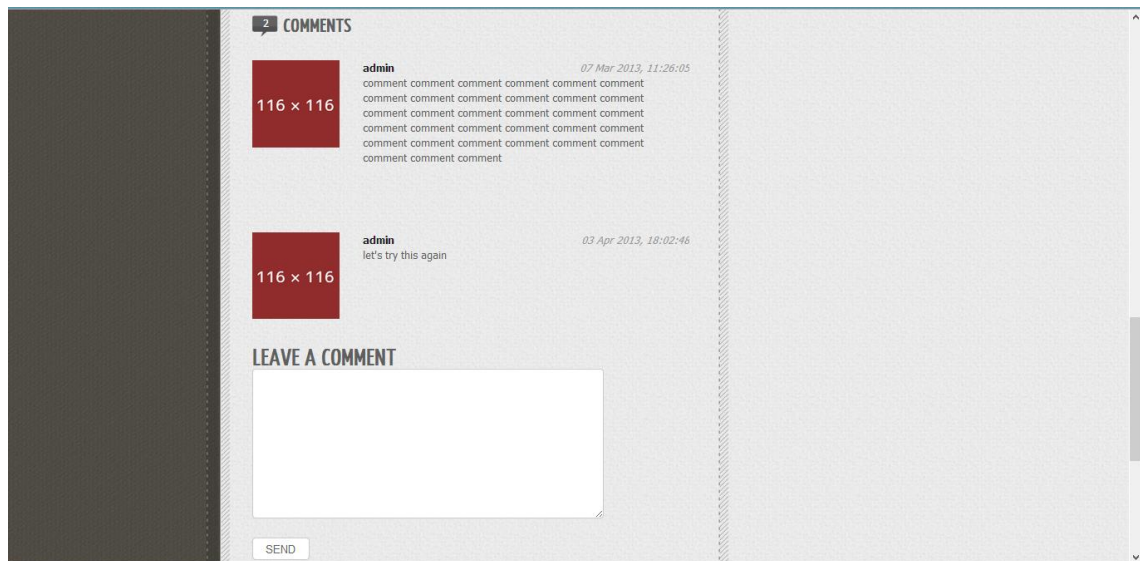 2 COMMENTS
116 × 116
admin 07 Mar 2013, 11:26:05
comment comment comment comment comment comment
comment comment comment comment comment comment
comment comment comment comment comment comment
comment comment comment comment comment comment
comment comment comment comment comment comment
comment comment comment
116 × 116
admin 03 Apr 2013, 18:02:46
let's try this again
LEAVE A COMMENT
SEND